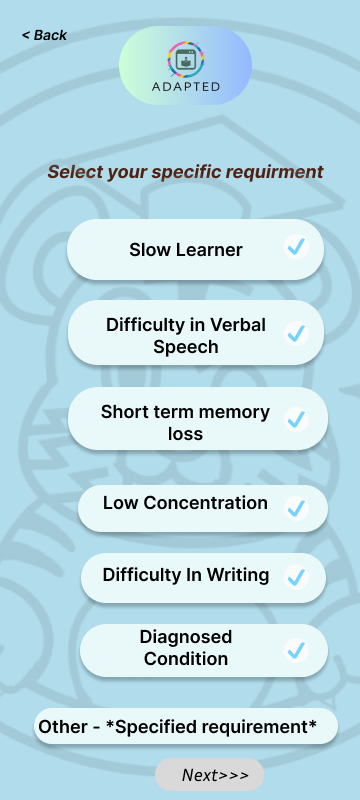 < Back
ADAPTED
Select your specific requirment
Slow Learner
Difficulty in Verbal
Speech
Short term memory
loss
Low Concentration
Difficulty In Writing
Diagnosed
Condition
Other - *Specified requirement*
Next>>>